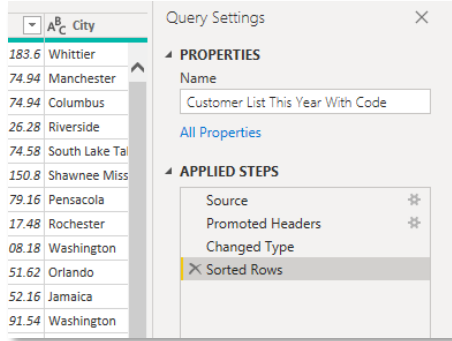 ABC City
183.6 Whittier
74.94 Manchester
74.94 Columbus
26.28 Riverside
74.58 South Lake Tal
150.8 Shawnee Miss
79.16 Pensacola
17.48 Rochester
08.18 Washington
51.62 Orlando
52.16 Jamaica
91.54 Washington
Query Settings
PROPERTIES
Name
Customer List This Year With Code
All Properties
APPLIED STEPS
Source
Promoted Headers
Changed Type
Sorted Rows